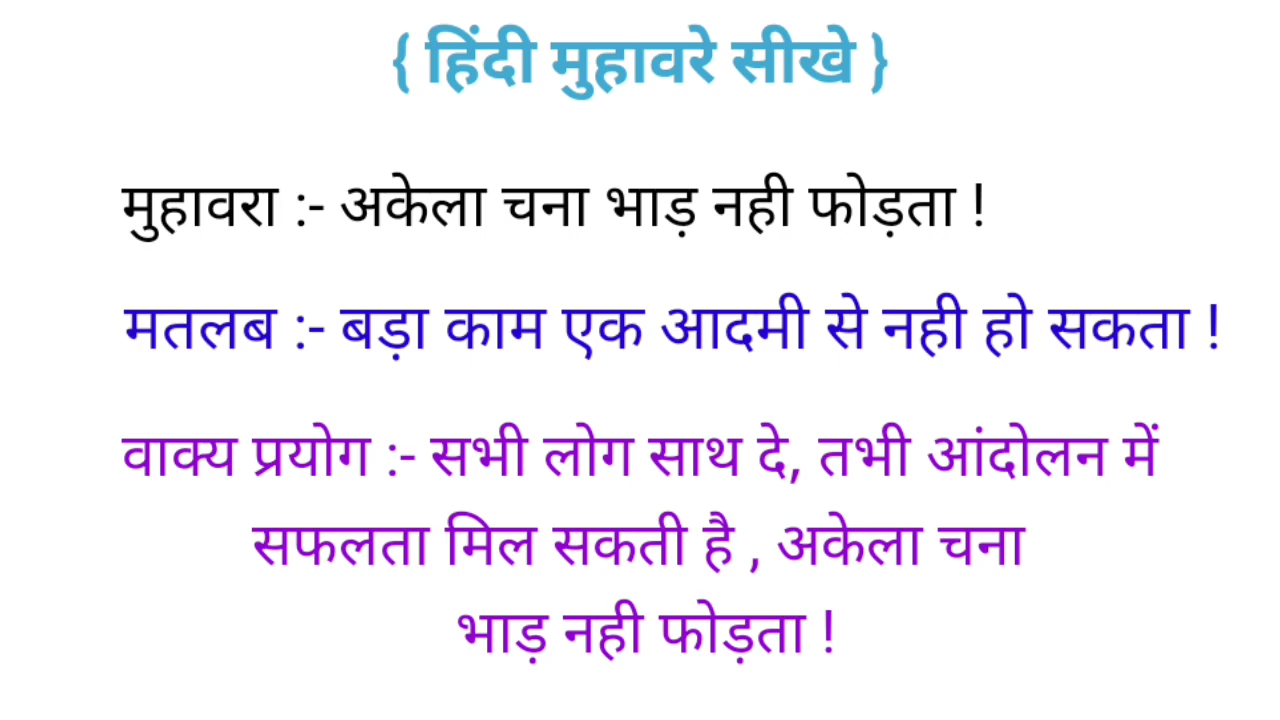 { हिंदी मुहावरे सीखे }
मुहावरा :- अकेला चना भाड़ नही फोड़ता !
मतलब :- बड़ा काम एक आदमी से नही हो सकता !
वाक्य प्रयोग :- सभी लोग साथ दे, तभी आंदोलन में
सफलता मिल सकती है , अकेला चना
भाड़ नही फोड़ता !